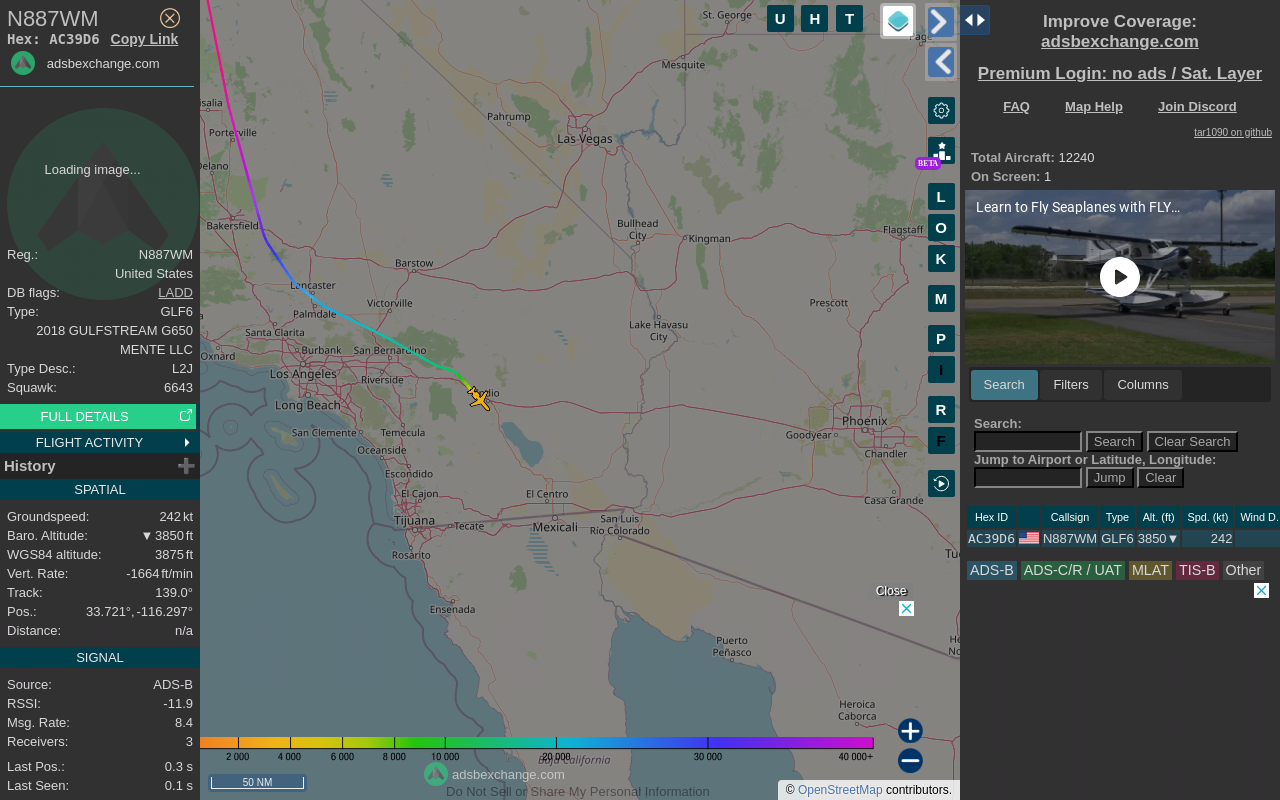 N887WM
Hex: AC39D6 Copy Link
adsbexchange.com
Loading image...
Reg.: N887WM
United States
DB flags: LADD
Type: GLF6
2018 GULFSTREAM G650
MENTE LLC
Type Desc.: L2J
Squawk: 6643
FULL DETAILS
FLIGHT ACTIVITY
History
SPATIAL
Groundspeed: 242 kt
Baro. Altitude: ▼ 3850 ft
WGS84 altitude: 3875 ft
Vert. Rate: -1664 ft/min
Track: 139.0°
Pos.: 33.721°, -116.297°
Distance: n/a
SIGNAL
Source: ADS-B
RSSI: -11.9
Msg. Rate: 8.4
Receivers: 3
Last Pos.: 0.3 s
Last Seen: 0.1 s
St. George
Page
Mesquite
isalia
Porterville
Delano
Pahrump
Las Vegas
Bakersfield
Bullhead
City
Kingman
Flagstaff
Barstow
Lancaster
Palmdale
Victorville
Prescott
Lake Havasu
City
Santa Clarita
Oxnard
Burbank
San Bernardino
Los Angeles
Riverside
Long Beach
San Clemente
Temecula
Oceanside
Escondido
El Cajon
Tijuana
Tecate
Rosarito
El Centro
Mexicali
San Luis
Río Colorado
Phoenix
Goodyear
Chandler
Casa Grande
Ensenada
Puerto
Peñasco
Heroica
Caborca
Baja California
U H T
BETA
L
O
K
M
P
I
R
F
Close
2 000 4 000 6 000 8 000 10 000 20 000 30 000 40 000+
50 NM
adsbexchange.com
Do Not Sell or Share My Personal Information
© OpenStreetMap contributors.
Improve Coverage:
adsbexchange.com
Premium Login: no ads / Sat. Layer
FAQ Map Help Join Discord
tar1090 on github
Total Aircraft: 12240
On Screen: 1
Learn to Fly Seaplanes with FLY...
Search Filters Columns
Search:
Search Clear Search
Jump to Airport or Latitude, Longitude:
Jump Clear
Hex ID Callsign Type Alt. (ft) Spd. (kt) Wind D.
AC39D6 N887WM GLF6 3850▼ 242
ADS-B ADS-C/R / UAT MLAT TIS-B Other